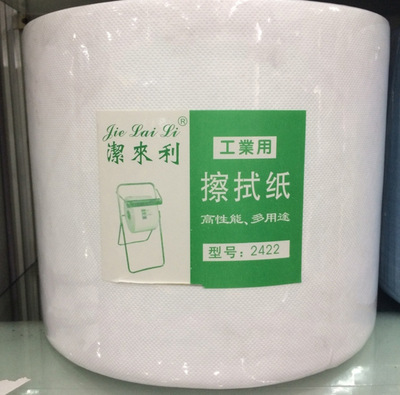 Jie Lai Li®
潔來利
工業用
擦拭纸
高性能、多用途
型号：2422